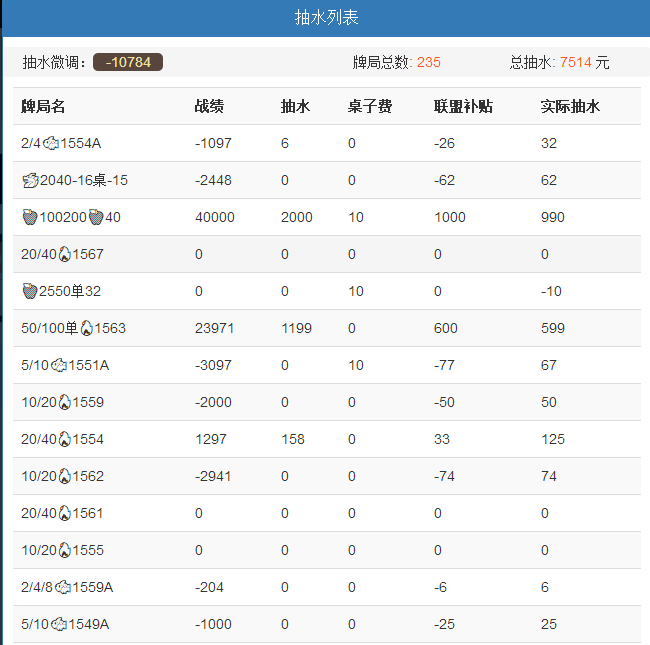 抽水列表
抽水微调： -10784 牌局总数: 235 总抽水: 7514 元
牌局名 战绩 抽水 桌子费 联盟补贴 实际抽水
2/4 1554A -1097 6 0 -26 32
2040-16桌-15 -2448 0 0 -62 62
100200 40 40000 2000 10 1000 990
20/40 1567 0 0 0 0 0
2550单32 0 0 10 0 -10
50/100单 1563 23971 1199 0 600 599
5/10 1551A -3097 0 10 -77 67
10/20 1559 -2000 0 0 -50 50
20/40 1554 1297 158 0 33 125
10/20 1562 -2941 0 0 -74 74
20/40 1561 0 0 0 0 0
10/20 1555 0 0 0 0 0
2/4/8 1559A -204 0 0 -6 6
5/10 1549A -1000 0 0 -25 25